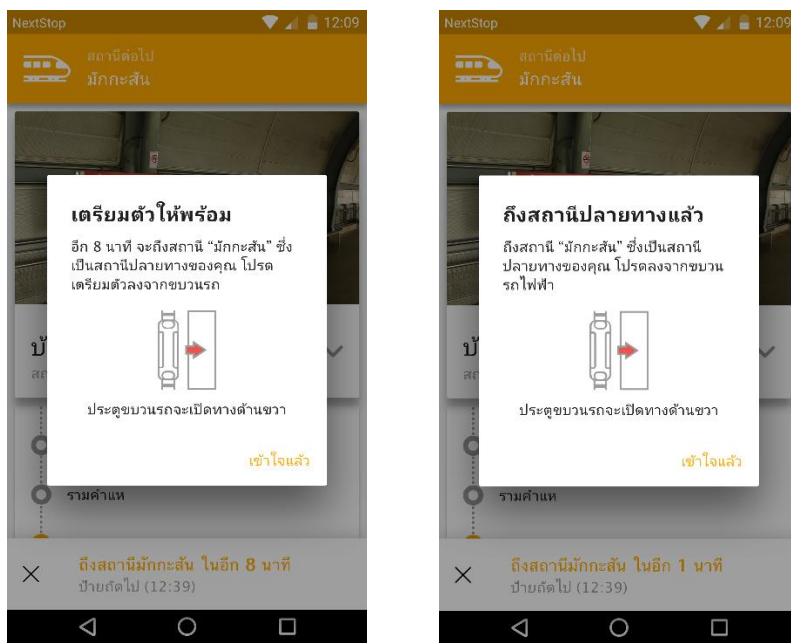 NextStop
12:09
สถานีต่อไป
มักกะสัน
เตรียมตัวให้พร้อม
อีก 8 นาที จะถึงสถานี “มักกะสัน” ซึ่ง
เป็นสถานีปลายทางของคุณ โปรด
เตรียมตัวลงจากขบวนรถ
ประตูขบวนรถจะเปิดทางด้านขวา
เข้าใจแล้ว
รามคำแห
ถึงสถานีมักกะสัน ในอีก 8 นาที
ป้ายถัดไป (12:39)
NextStop
12:09
สถานีต่อไป
มักกะสัน
ถึงสถานีปลายทางแล้ว
ถึงสถานี “มักกะสัน” ซึ่งเป็นสถานี
ปลายทางของคุณ โปรดลงจากขบวน
รถไฟฟ้า
ประตูขบวนรถจะเปิดทางด้านขวา
เข้าใจแล้ว
รามคำแห
ถึงสถานีมักกะสัน ในอีก 1 นาที
ป้ายถัดไป (12:39)